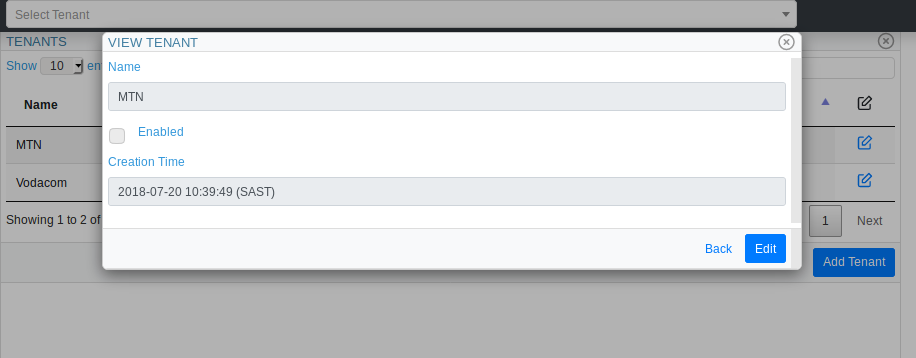 Select Tenant
TENANTS
VIEW TENANT
Show 10 en
Name
Name
MTN
Enabled
MTN
Creation Time
Vodacom
2018-07-20 10:39:49 (SAST)
Showing 1 to 2 of
1 Next
Back Edit
Add Tenant